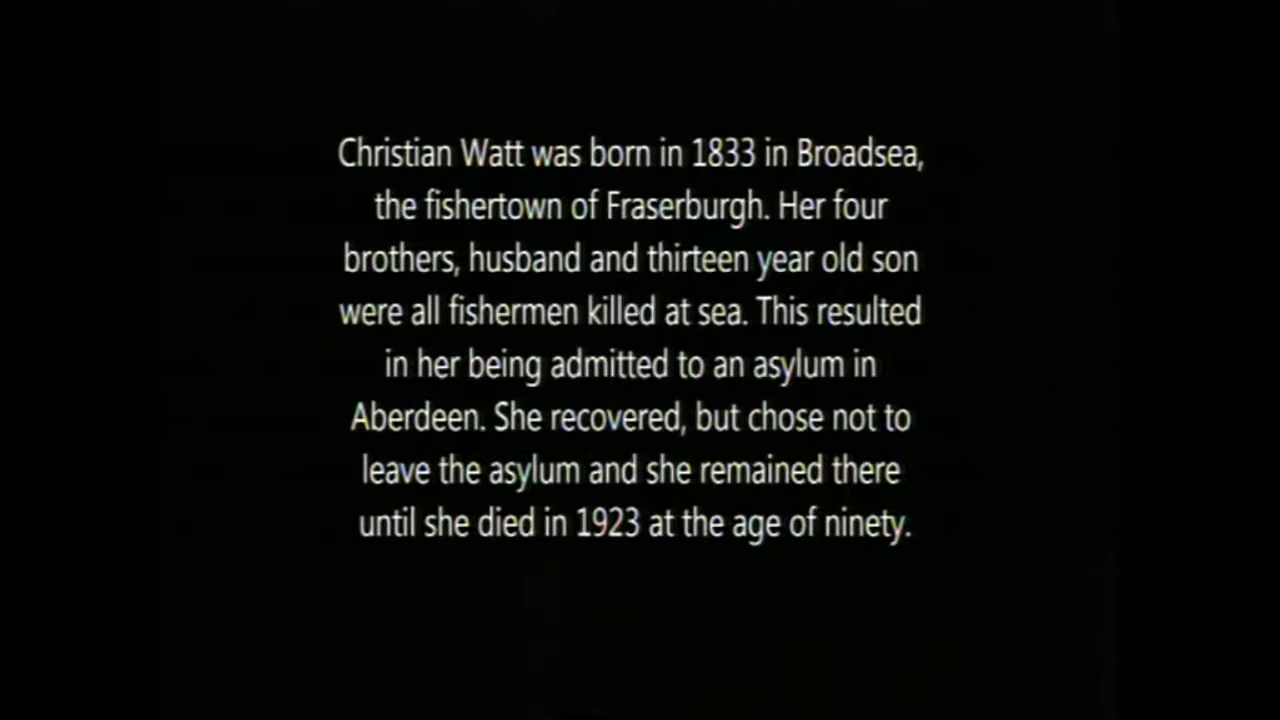 Christian Watt was born in 1833 in Broadsea,
the fishertown of Fraserburgh. Her four
brothers, husband and thirteen year old son
were all fishermen killed at sea. This resulted
in her being admitted to an asylum in
Aberdeen. She recovered, but chose not to
leave the asylum and she remained there
until she died in 1923 at the age of ninety.